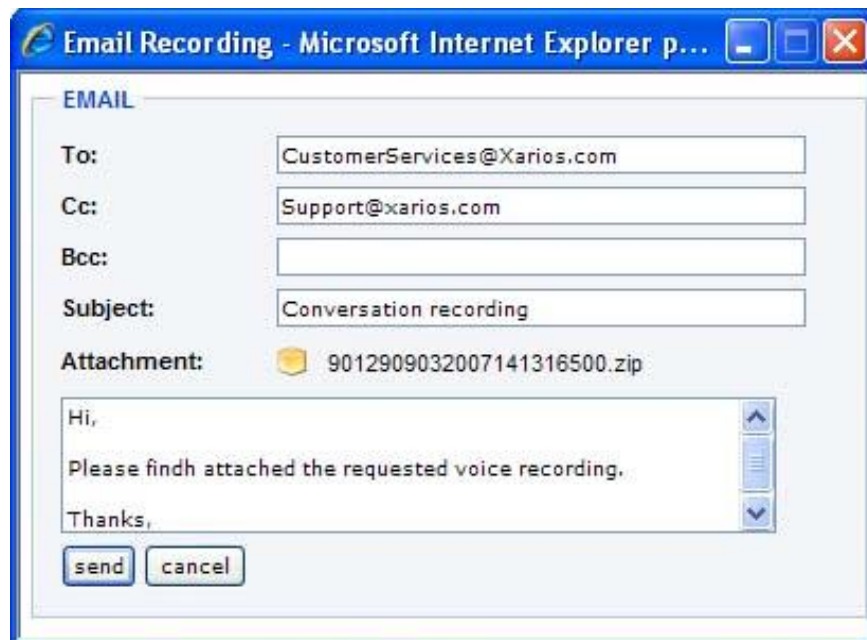 Email Recording - Microsoft Internet Explorer p...
EMAIL
To: CustomerServices@Xarios.com
Cc: Support@xarios.com
Bcc:
Subject: Conversation recording
Attachment: 9012909032007141316500.zip
Hi,
Please findh attached the requested voice recording.
Thanks,
send cancel